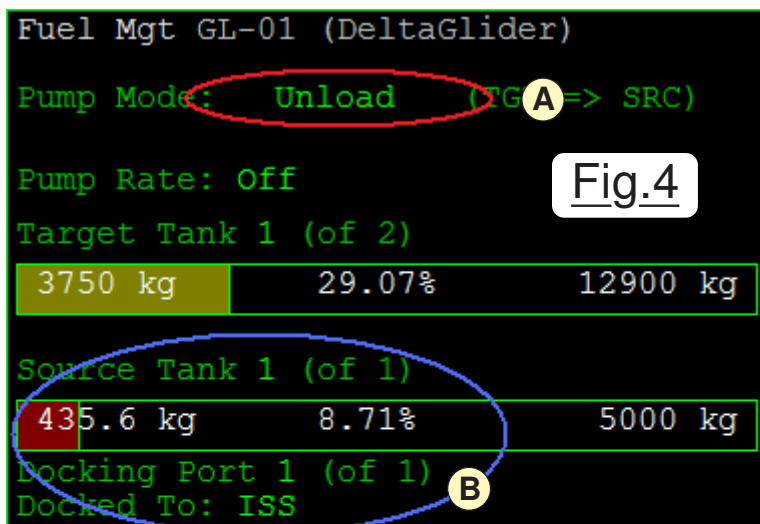 Fuel Mgt GL-01 (DeltaGlider)
Pump Mode: Unload (TG A => SRC)
Pump Rate: Off
Fig.4
Target Tank 1 (of 2)
3750 kg 29.07% 12900 kg
Source Tank 1 (of 1)
435.6 kg 8.71% 5000 kg
Docking Port 1 (of 1)
B
Docked To: ISS